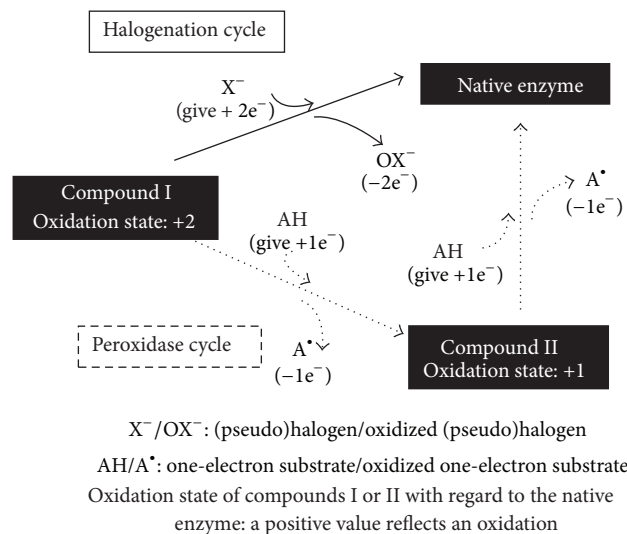 Halogenation cycle
X⁻
(give + 2e⁻)
Native enzyme
OX⁻
(−2e⁻)
A•
(−1e⁻)
Compound I
Oxidation state: +2
AH
(give +1e⁻)
AH
(give +1e⁻)
Peroxidase cycle
A•
(−1e⁻)
Compound II
Oxidation state: +1
X⁻/OX⁻: (pseudo)halogen/oxidized (pseudo)halogen
AH/A•: one-electron substrate/oxidized one-electron substrate
Oxidation state of compounds I or II with regard to the native
enzyme: a positive value reflects an oxidation